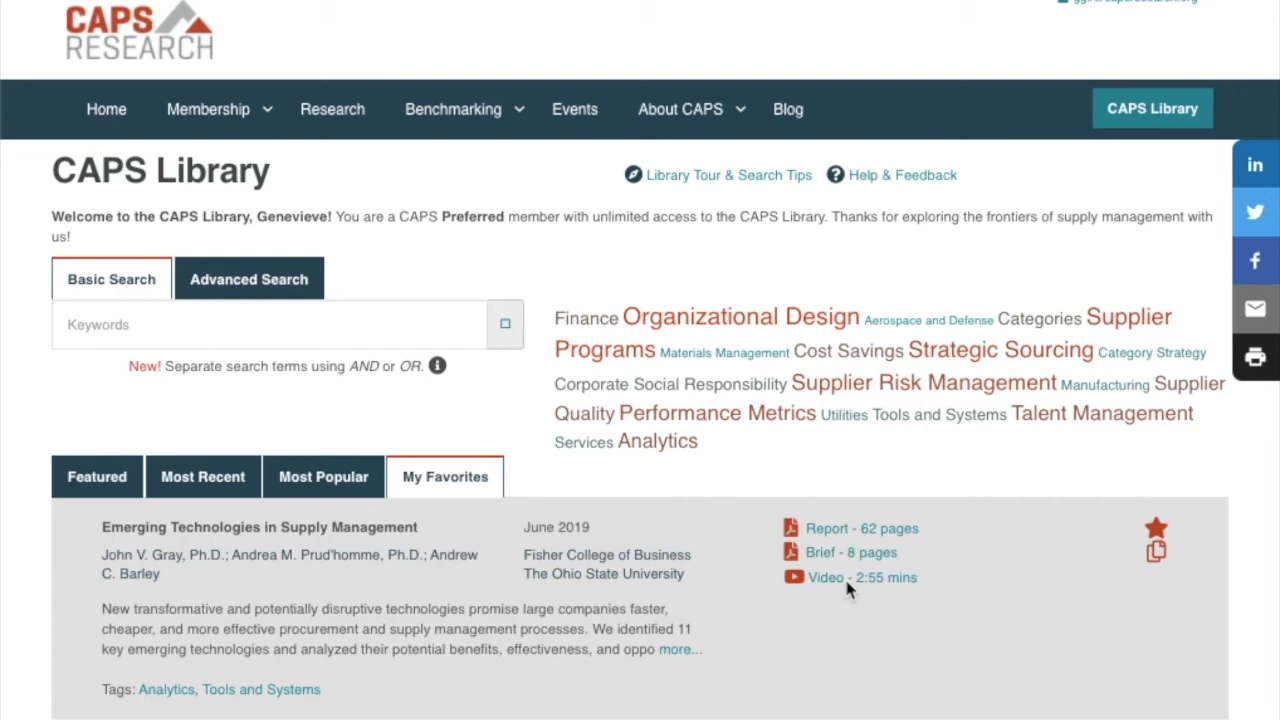 CAPS
RESEARCH
Home Membership Research Benchmarking Events About CAPS Blog CAPS Library
CAPS Library
Library Tour & Search Tips Help & Feedback
Welcome to the CAPS Library, Genevieve! You are a CAPS Preferred member with unlimited access to the CAPS Library. Thanks for exploring the frontiers of supply management with
us!
Basic Search Advanced Search
Keywords
New! Separate search terms using AND or OR.
Finance Organizational Design Aerospace and Defense Categories Supplier
Programs Materials Management Cost Savings Strategic Sourcing Category Strategy
Corporate Social Responsibility Supplier Risk Management Manufacturing Supplier
Quality Performance Metrics Utilities Tools and Systems Talent Management
Services Analytics
Featured Most Recent Most Popular My Favorites
Emerging Technologies in Supply Management
John V. Gray, Ph.D.; Andrea M. Prud'homme, Ph.D.; Andrew
C. Barley
June 2019
Fisher College of Business
The Ohio State University
Report - 62 pages
Brief - 8 pages
Video - 2:55 mins
New transformative and potentially disruptive technologies promise large companies faster,
cheaper, and more effective procurement and supply management processes. We identified 11
key emerging technologies and analyzed their potential benefits, effectiveness, and oppo more...
Tags: Analytics, Tools and Systems
in
f